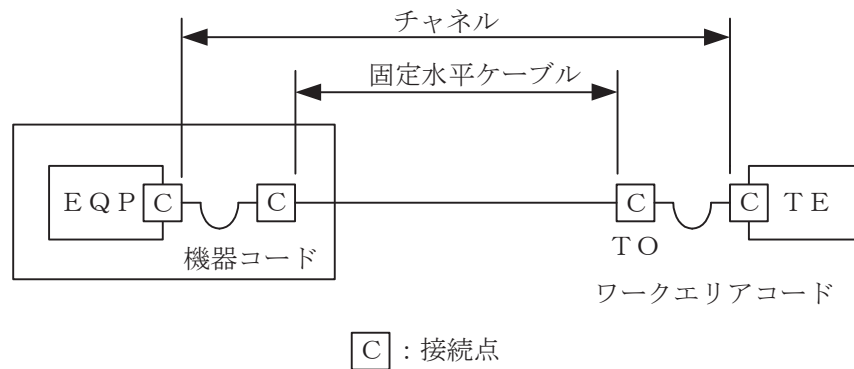 チャネル
固定水平ケーブル
EQP C C C C TE
機器コード TO
ワークエリアコード
C :接続点